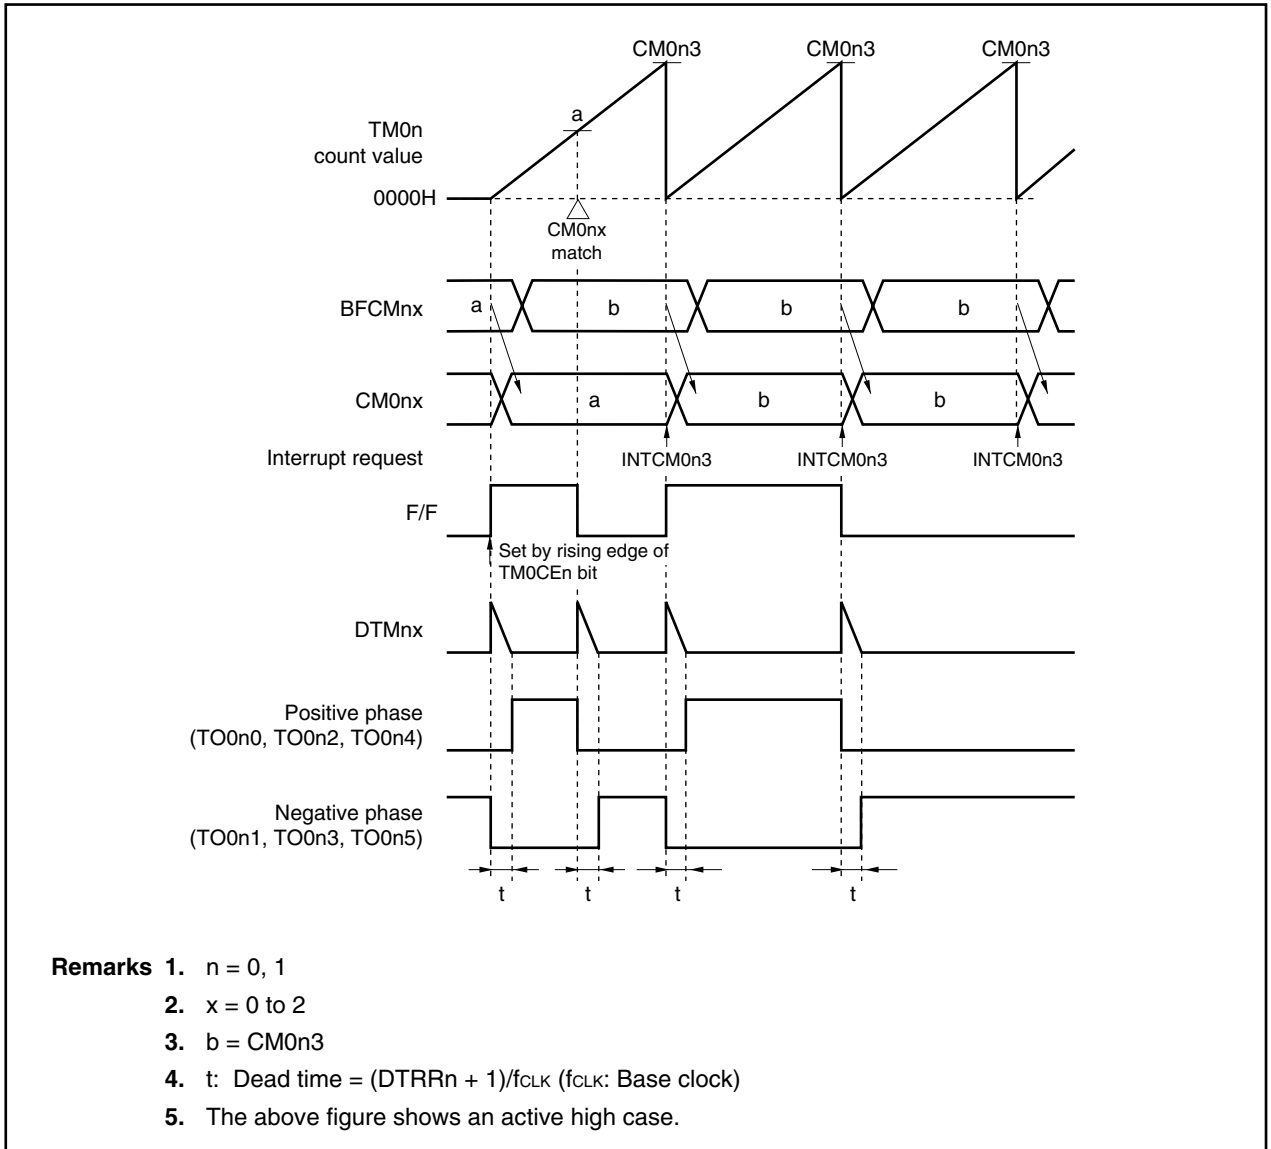 CM0n3 CM0n3 CM0n3
a
TM0n
count value
0000H
CM0nx
match
BFCMnx a b b b
CM0nx a b b
Interrupt request INTCM0n3 INTCM0n3 INTCM0n3
F/F
Set by rising edge of
TM0CEn bit
DTMnx
Positive phase
(TO0n0, TO0n2, TO0n4)
Negative phase
(TO0n1, TO0n3, TO0n5)
t t t t
Remarks 1. n = 0, 1
2. x = 0 to 2
3. b = CM0n3
4. t: Dead time = (DTRRn + 1)/fCLK (fCLK: Base clock)
5. The above figure shows an active high case.